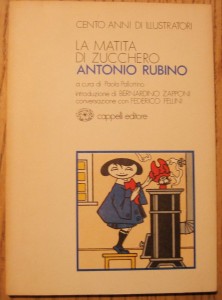 CENTO ANNI DI ILLUSTRATORI
LA MATITA
DI ZUCCHERO
ANTONIO RUBINO
a cura di Paola Pallottino
introduzione di BERNARDINO ZAPPONI
conversazione con FEDERICO FELLINI
cappelli editore